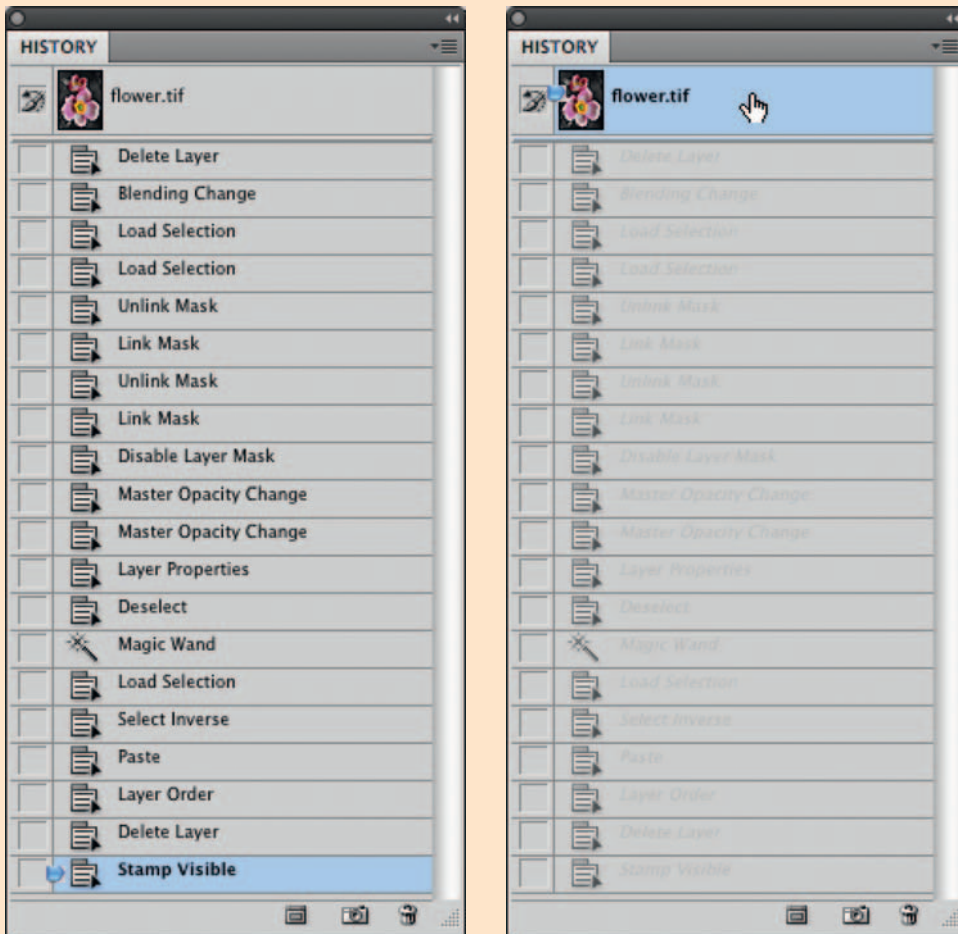 HISTORY
flower.tif
Delete Layer
Blending Change
Load Selection
Load Selection
Unlink Mask
Link Mask
Unlink Mask
Link Mask
Disable Layer Mask
Master Opacity Change
Master Opacity Change
Layer Properties
Deselect
Magic Wand
Load Selection
Select Inverse
Paste
Layer Order
Delete Layer
Stamp Visible
HISTORY
flower.tif
Delete Layer
Blending Change
Load Selection
Load Selection
Unlink Mask
Link Mask
Unlink Mask
Link Mask
Disable Layer Mask
Master Opacity Change
Master Opacity Change
Layer Properties
Deselect
Magic Wand
Load Selection
Select Inverse
Paste
Layer Order
Delete Layer
Stamp Visible